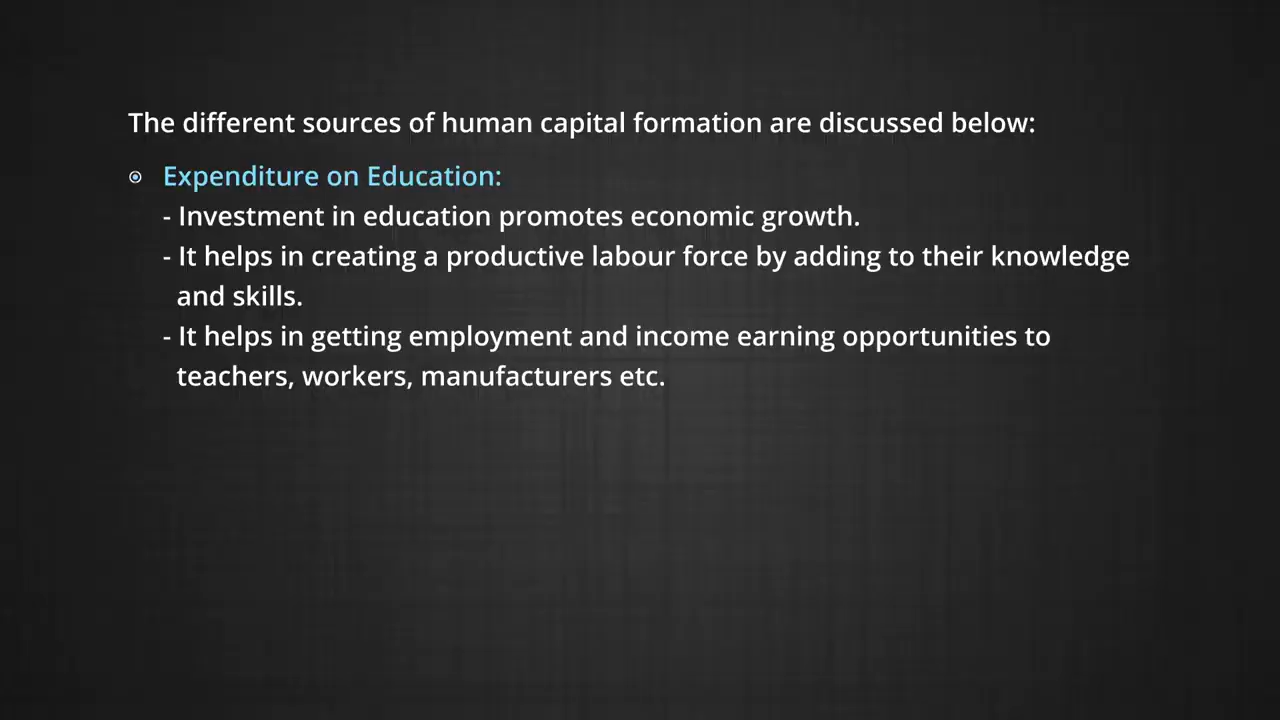 The different sources of human capital formation are discussed below:
Expenditure on Education:
- Investment in education promotes economic growth.
- It helps in creating a productive labour force by adding to their knowledge
and skills.
- It helps in getting employment and income earning opportunities to
teachers, workers, manufacturers etc.